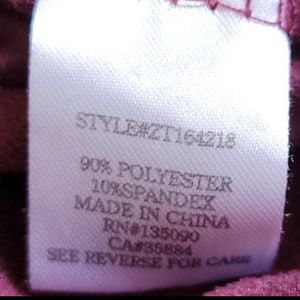 STYLE#ZT164218
90% POLYESTER
10%SPANDEX
MADE IN CHINA
RN#135090
CA#35884
SEE REVERSE FOR CARE